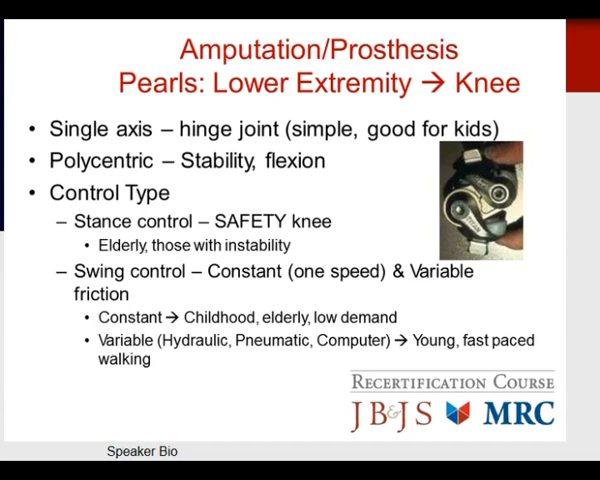 Amputation/Prosthesis
Pearls: Lower Extremity → Knee
• Single axis – hinge joint (simple, good for kids)
• Polycentric – Stability, flexion
• Control Type
– Stance control – SAFETY knee
• Elderly, those with instability
– Swing control – Constant (one speed) & Variable
friction
• Constant → Childhood, elderly, low demand
• Variable (Hydraulic, Pneumatic, Computer) → Young, fast paced
walking
RECERTIFICATION COURSE
JB&JS MRC
Speaker Bio